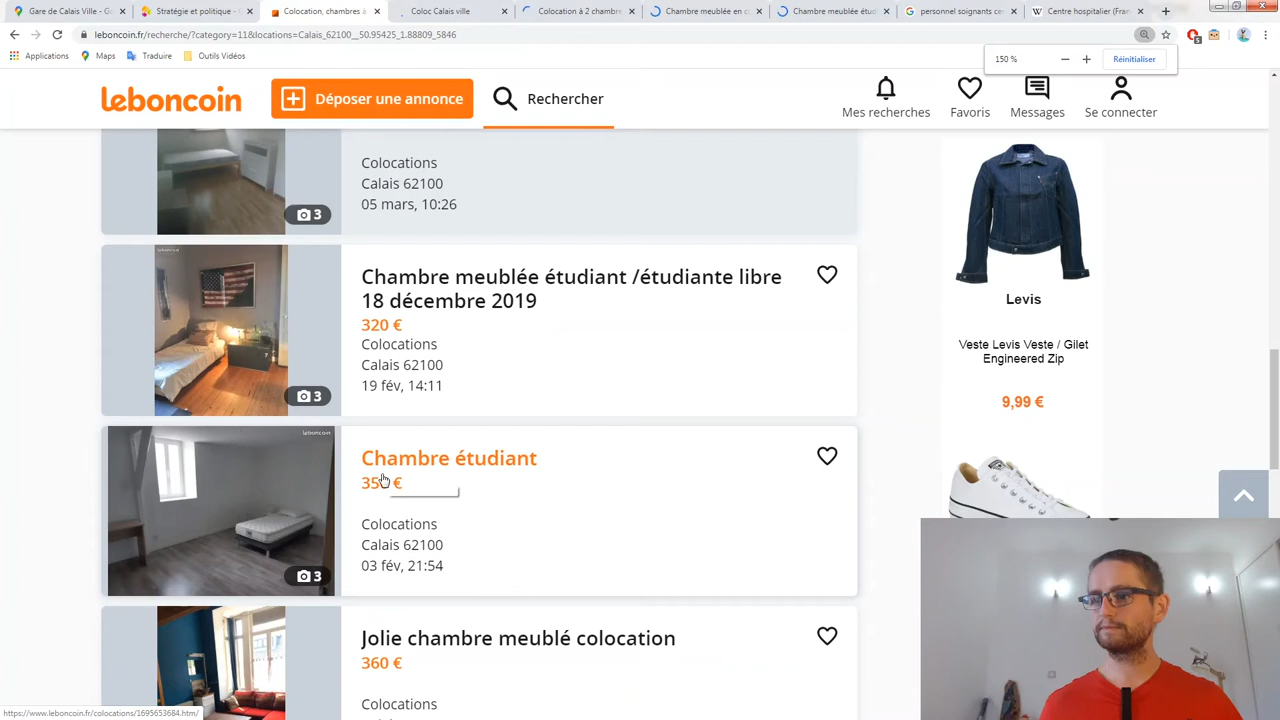 Gare de Calais Ville - G
Stratégie et politique -
Colocation, chambres à
Coloc Calais ville
Colocation à 2 chambre
Chambre meublée en c
Chambre meublée étud
personnel soignants ce
Centre hospitalier (Fran
leboncoin.fr/recherche/?category=11&locations=Calais_62100__50.95425_1.88809_5846
5
Applications
Maps
Traduire
Outils Vidéos
150 %
Réinitialiser
leboncoin
Déposer une annonce
Rechercher
Mes recherches
Favoris
Messages
Se connecter
Colocations
Calais 62100
05 mars, 10:26
3
leboncoin
Chambre meublée étudiant /étudiante libre
18 décembre 2019
320 €
Colocations
Calais 62100
19 fév, 14:11
3
leboncoin
Chambre étudiant
€
Colocations
Calais 62100
03 fév, 21:54
3
Jolie chambre meublé colocation
360 €
Colocations
Levis
Veste Levis Veste / Gilet
Engineered Zip
9,99 €
https://www.leboncoin.fr/colocations/1695653684.htm/